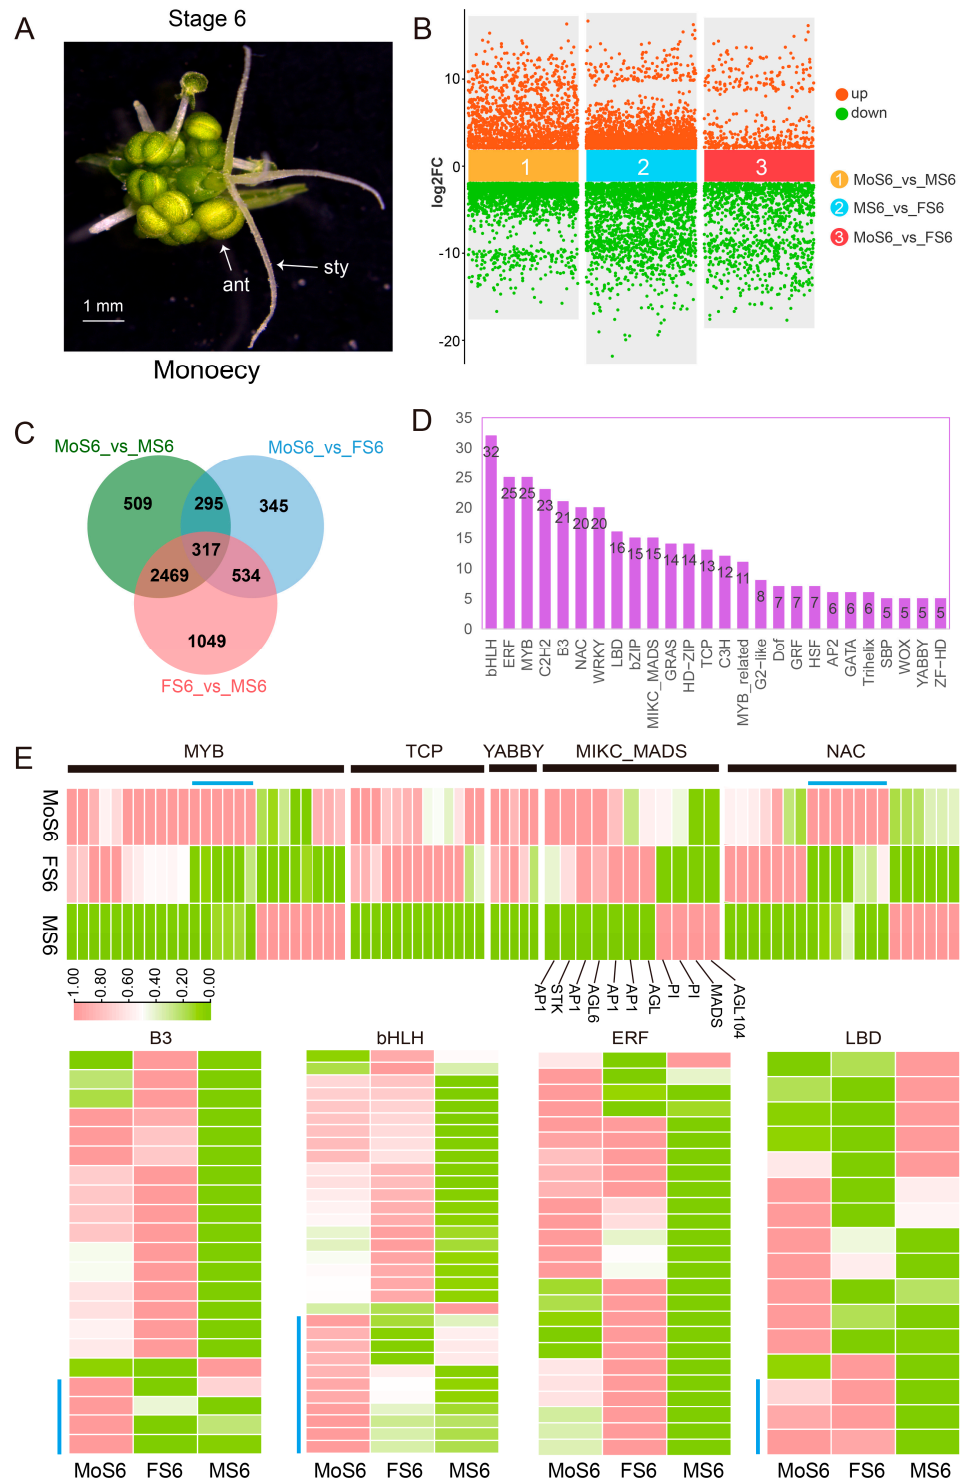 A
Stage 6
ant
sty
1 mm
Monoecy
B
log2FC
10
0
-10
-20
1
2
3
up
down
1 MoS6_vs_MS6
2 MS6_vs_FS6
3 MoS6_vs_FS6
C
MoS6_vs_MS6
MoS6_vs_FS6
509
295
345
317
2469
534
1049
FS6_vs_MS6
D
35
30
25
20
15
10
5
0
32
25
25
23
21
20
20
16
15
15
14
14
13
12
11
8
7
7
7
6
6
6
5
5
5
5
bHLH
ERF
MYB
C2H2
B3
NAC
WRKY
LBD
bZIP
MIKC_MADS
GRAS
HD-ZIP
TCP
C3H
MYB_related
G2-like
Dof
GRF
HSF
AP2
GATA
Trihelix
SBP
WOX
YABBY
ZF-HD
E
MYB
TCP
YABBY
MIKC_MADS
NAC
MoS6
FS6
MS6
AP1
STK
AP1
AGL6
AP1
AP1
AGL
PI
PI
MADS
AGL104
1.00
0.80
0.60
0.40
0.20
0.00
B3
bHLH
ERF
LBD
MoS6 FS6 MS6
MoS6 FS6 MS6
MoS6 FS6 MS6
MoS6 FS6 MS6